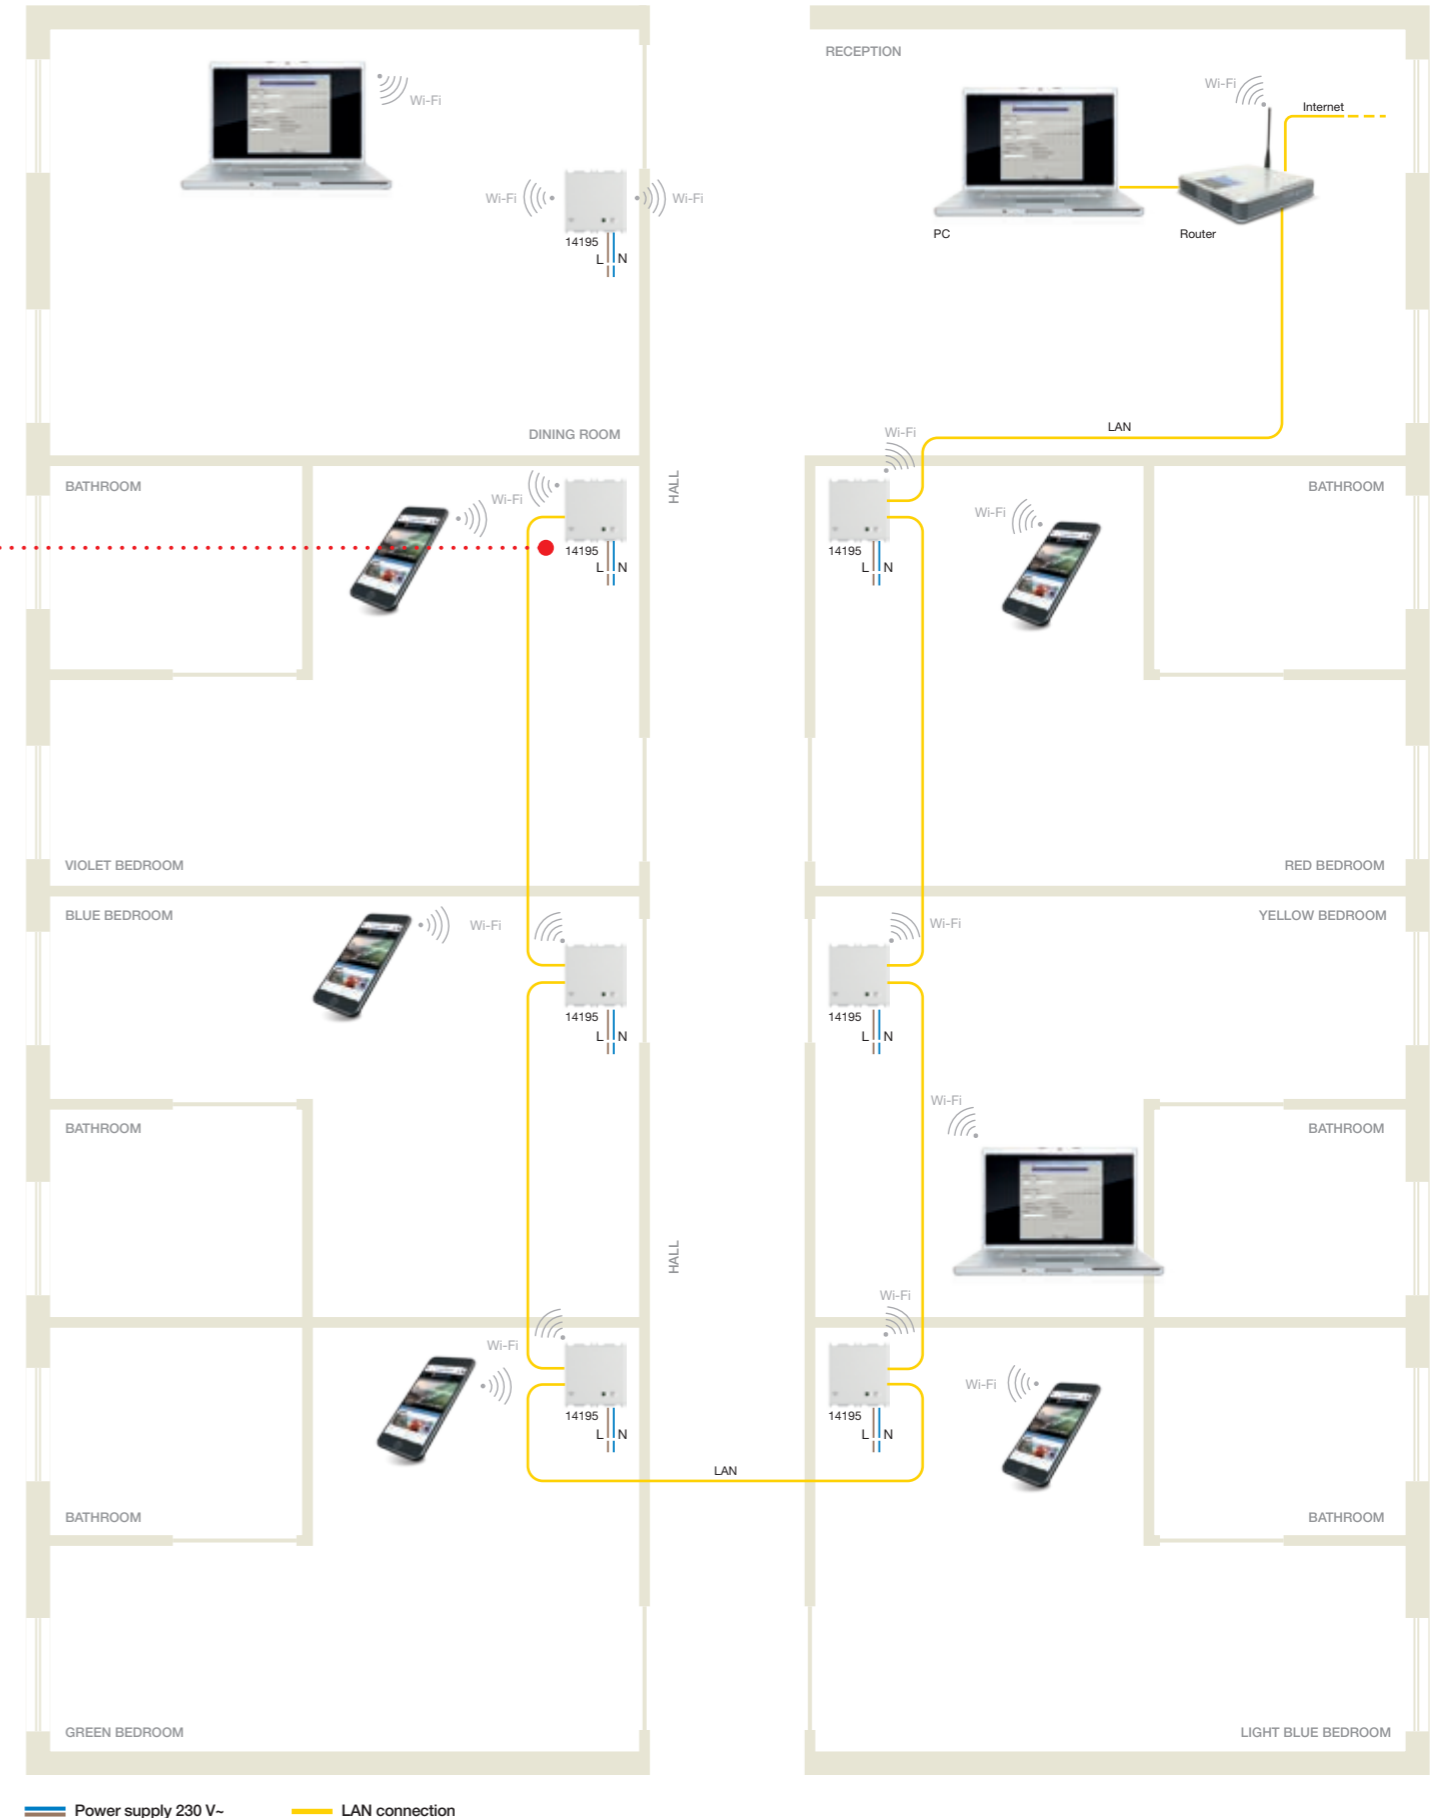 RECEPTION
Wi-Fi
Wi-Fi
Internet
Wi-Fi
Wi-Fi
14195
L N
PC
Router
DINING ROOM
Wi-Fi
LAN
BATHROOM
Wi-Fi
HALL
Wi-Fi
BATHROOM
14195
L N
14195
L N
VIOLET BEDROOM
RED BEDROOM
BLUE BEDROOM
Wi-Fi
Wi-Fi
YELLOW BEDROOM
14195
L N
14195
L N
Wi-Fi
BATHROOM
BATHROOM
HALL
Wi-Fi
Wi-Fi
Wi-Fi
14195
L N
14195
L N
LAN
BATHROOM
BATHROOM
GREEN BEDROOM
LIGHT BLUE BEDROOM
Power supply 230 V~
LAN connection